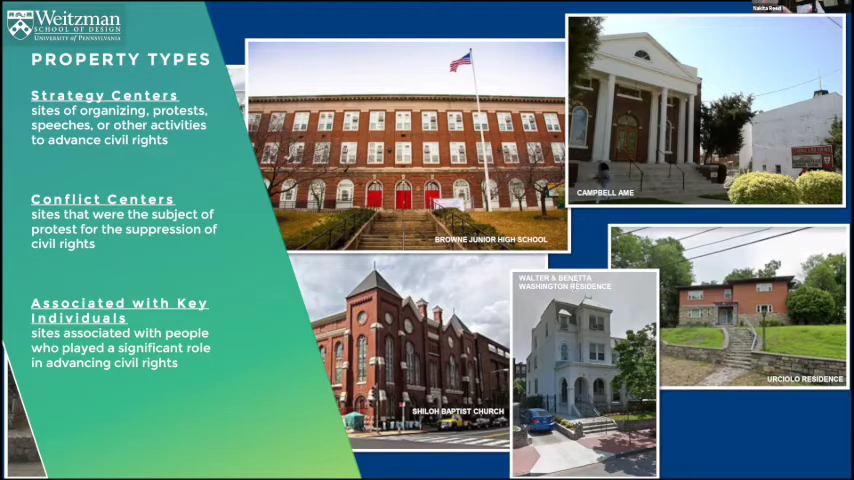 Weitzman
SCHOOL OF DESIGN
UNIVERSITY of PENNSYLVANIA
Nakita Reed
PROPERTY TYPES
Strategy Centers
sites of organizing, protests,
speeches, or other activities
to advance civil rights
Conflict Centers
sites that were the subject of
protest for the suppression of
civil rights
Associated with Key
Individuals
sites associated with people
who played a significant role
in advancing civil rights
BROWNE JUNIOR HIGH SCHOOL
CAMPBELL AME
SHILOH BAPTIST CHURCH
WALTER & BENETTA
WASHINGTON RESIDENCE
URCIOLO RESIDENCE